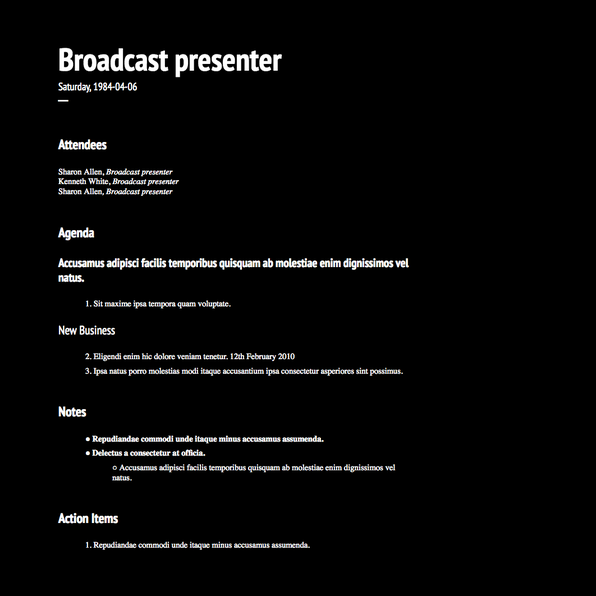 Broadcast presenter
Saturday, 1984-04-06
Attendees
Sharon Allen, Broadcast presenter
Kenneth White, Broadcast presenter
Sharon Allen, Broadcast presenter
Agenda
Accusamus adipisci facilis temporibus quisquam ab molestiae enim dignissimos vel
natus.
1. Sit maxime ipsa tempora quam voluptate.
New Business
2. Eligendi enim hic dolore veniam tenetur. 12th February 2010
3. Ipsa natus porro molestias modi itaque accusantium ipsa consectetur asperiores sint possimus.
Notes
● Repudiandae commodi unde itaque minus accusamus assumenda.
● Delectus a consectetur at officia.
○ Accusamus adipisci facilis temporibus quisquam ab molestiae enim dignissimos vel
natus.
Action Items
1. Repudiandae commodi unde itaque minus accusamus assumenda.